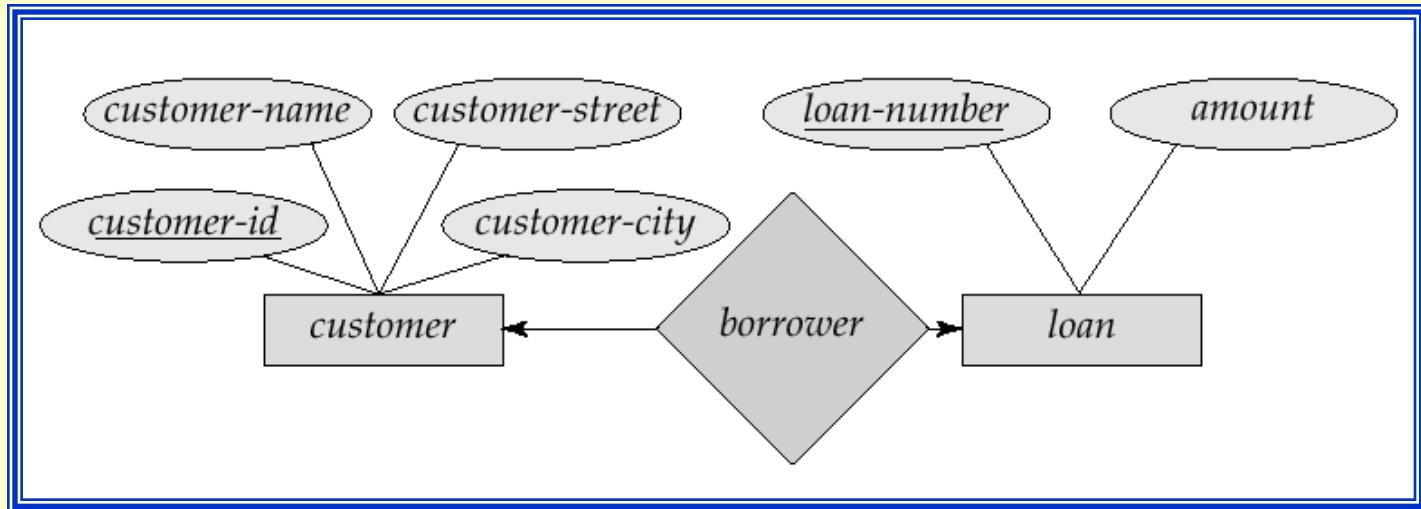 customer-name
customer-street
loan-number
amount
customer-id
customer-city
customer
borrower
loan